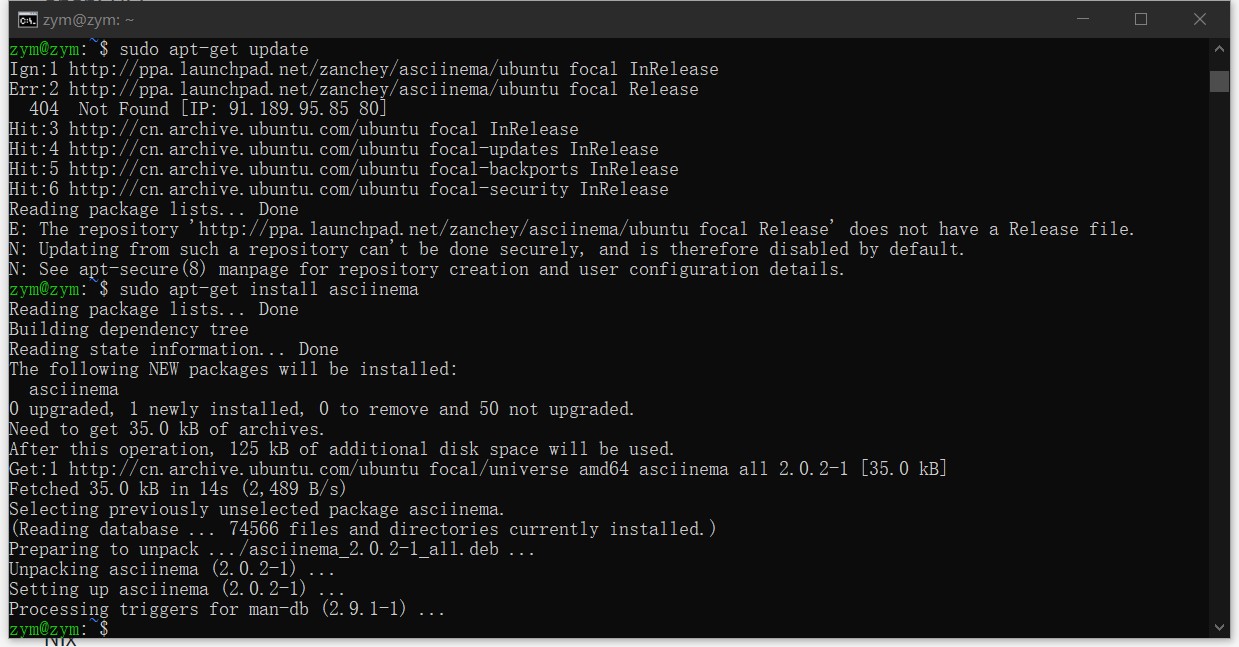 zym@zym: ~
zym@zym:~$ sudo apt-get update
Ign:1 http://ppa.launchpad.net/zanchey/asciinema/ubuntu focal InRelease
Err:2 http://ppa.launchpad.net/zanchey/asciinema/ubuntu focal Release
  404  Not Found [IP: 91.189.95.85 80]
Hit:3 http://cn.archive.ubuntu.com/ubuntu focal InRelease
Hit:4 http://cn.archive.ubuntu.com/ubuntu focal-updates InRelease
Hit:5 http://cn.archive.ubuntu.com/ubuntu focal-backports InRelease
Hit:6 http://cn.archive.ubuntu.com/ubuntu focal-security InRelease
Reading package lists... Done
E: The repository 'http://ppa.launchpad.net/zanchey/asciinema/ubuntu focal Release' does not have a Release file.
N: Updating from such a repository can't be done securely, and is therefore disabled by default.
N: See apt-secure(8) manpage for repository creation and user configuration details.
zym@zym:~$ sudo apt-get install asciinema
Reading package lists... Done
Building dependency tree
Reading state information... Done
The following NEW packages will be installed:
  asciinema
0 upgraded, 1 newly installed, 0 to remove and 50 not upgraded.
Need to get 35.0 kB of archives.
After this operation, 125 kB of additional disk space will be used.
Get:1 http://cn.archive.ubuntu.com/ubuntu focal/universe amd64 asciinema all 2.0.2-1 [35.0 kB]
Fetched 35.0 kB in 14s (2,489 B/s)
Selecting previously unselected package asciinema.
(Reading database ... 74566 files and directories currently installed.)
Preparing to unpack .../asciinema_2.0.2-1_all.deb ...
Unpacking asciinema (2.0.2-1) ...
Setting up asciinema (2.0.2-1) ...
Processing triggers for man-db (2.9.1-1) ...
zym@zym:~$